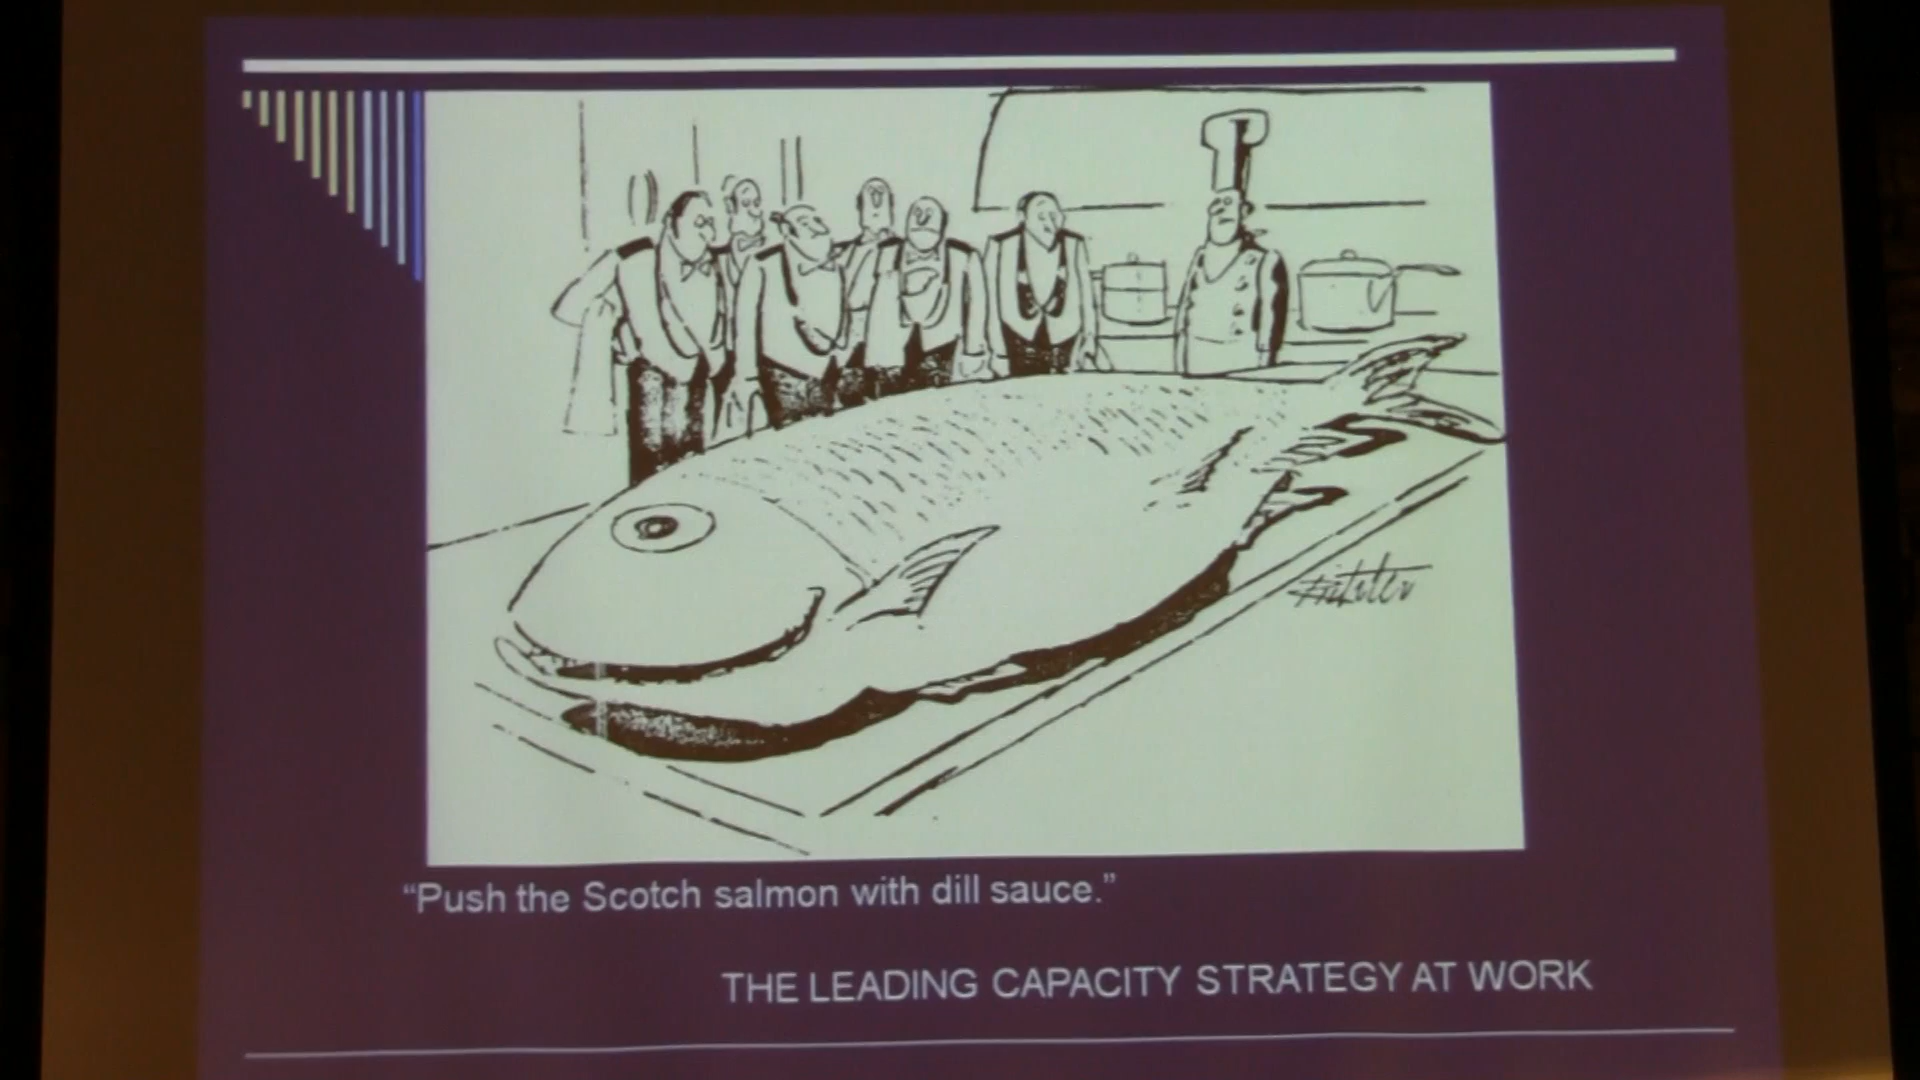 “Push the Scotch salmon with dill sauce.”
THE LEADING CAPACITY STRATEGY AT WORK